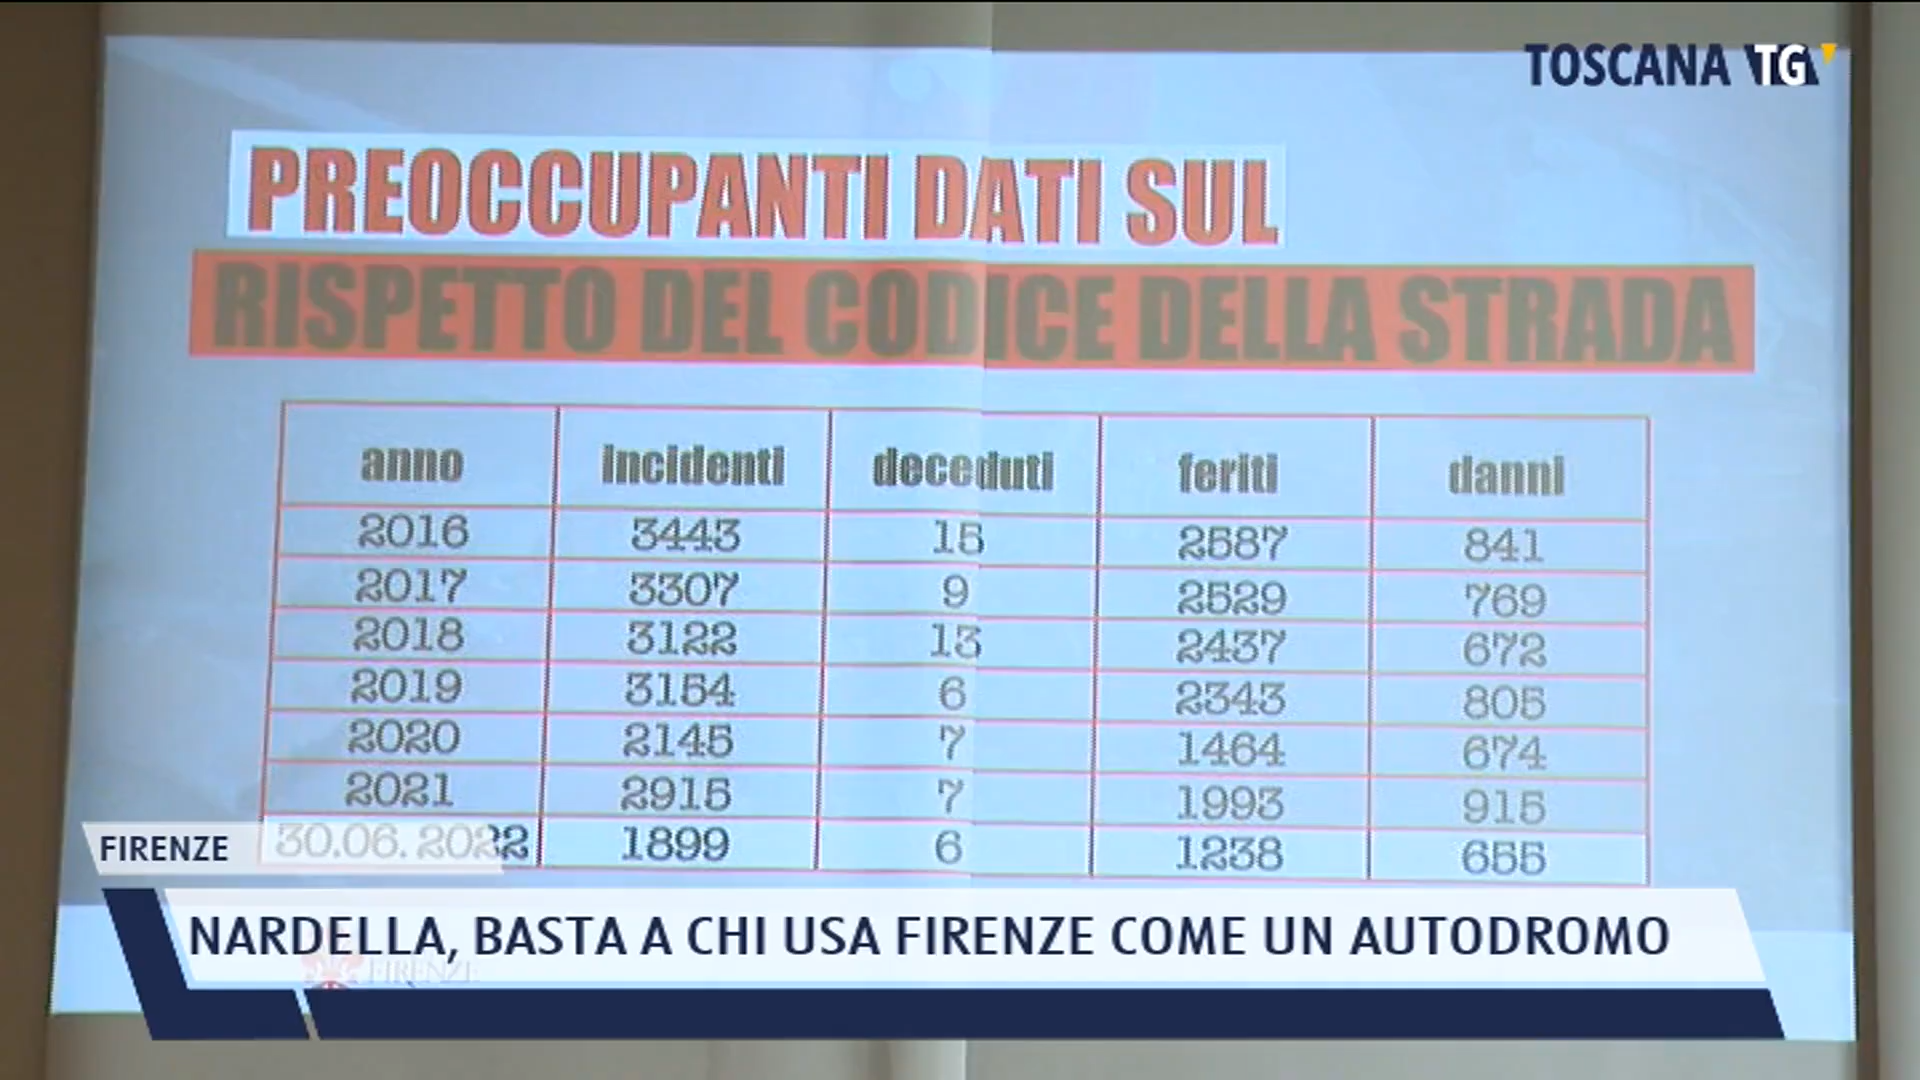 TOSCANA TG
PREOCCUPANTI DATI SUL
RISPETTO DEL CODICE DELLA STRADA
anno incidenti deceduti feriti danni
2016 3443 15 2587 841
2017 3307 9 2529 769
2018 3122 13 2437 672
2019 3154 6 2343 805
2020 2145 7 1464 674
2021 2915 7 1993 915
30.06.2022 1899 6 1238 655
FIRENZE
NARDELLA, BASTA A CHI USA FIRENZE COME UN AUTODROMO
FIRENZE